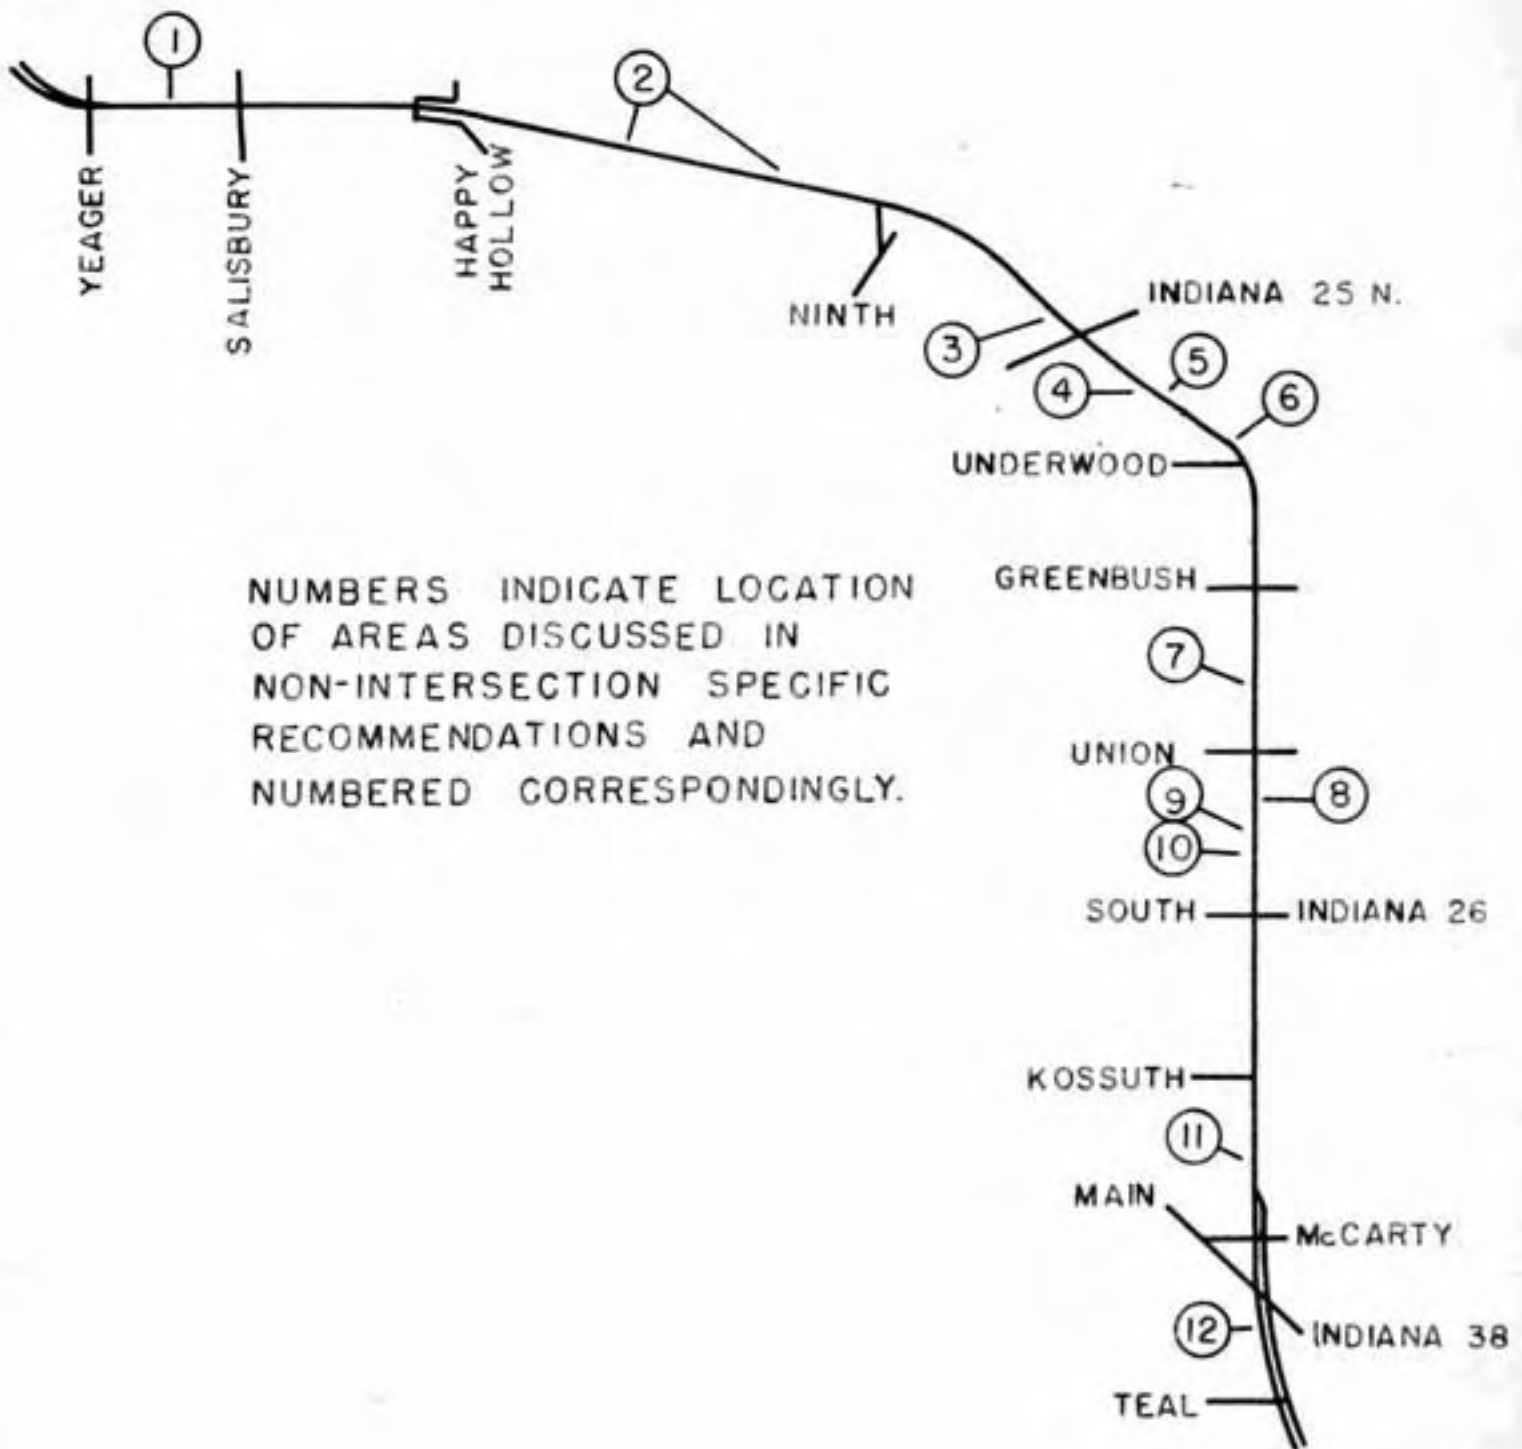 1
2
YEAGER
SALISBURY
HAPPY
HOLLOW
NINTH
INDIANA 25 N.
3
4
5
6
UNDERWOOD
NUMBERS INDICATE LOCATION
OF AREAS DISCUSSED IN
NON-INTERSECTION SPECIFIC
RECOMMENDATIONS AND
NUMBERED CORRESPONDINGLY.
GREENBUSH
7
UNION
9
8
10
SOUTH
INDIANA 26
KOSSUTH
11
MAIN
McCARTY
12
INDIANA 38
TEAL